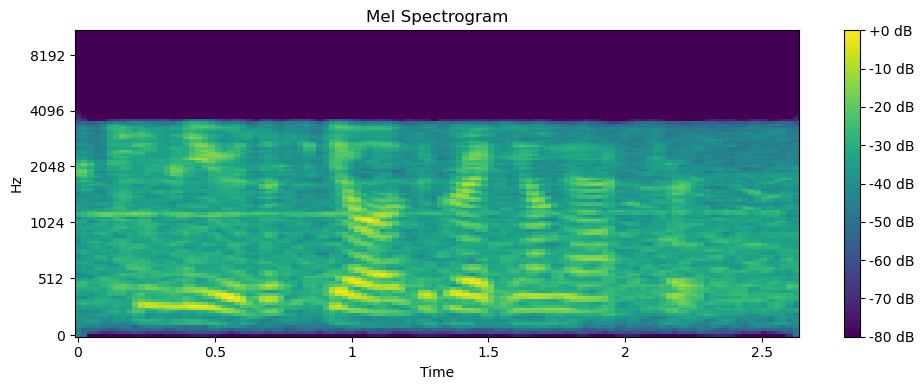 Mel Spectrogram
+0 dB
8192
-10 dB
4096
-20 dB
-30 dB
2048
Hz
-40 dB
1024
-50 dB
512
-60 dB
-70 dB
0
-80 dB
0
0.5
1
1.5
2
2.5
Time